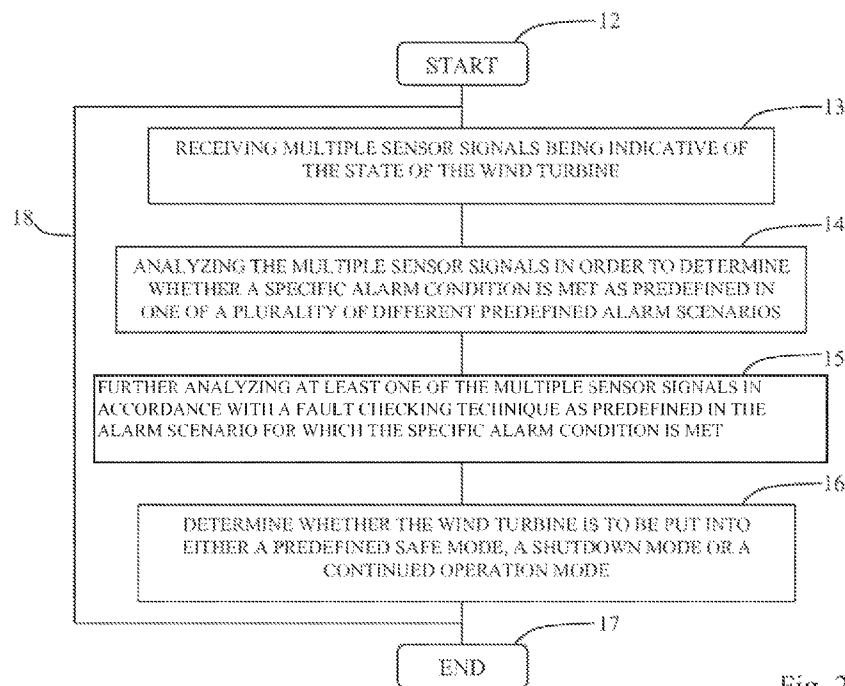 12
START
13
RECEIVING MULTIPLE SENSOR SIGNALS BEING INDICATIVE OF
THE STATE OF THE WIND TURBINE
18
14
ANALYZING THE MULTIPLE SENSOR SIGNALS IN ORDER TO DETERMINE
WHETHER A SPECIFIC ALARM CONDITION IS MET AS PREDEFINED IN
ONE OF A PLURALITY OF DIFFERENT PREDEFINED ALARM SCENARIOS
15
FURTHER ANALYZING AT LEAST ONE OF THE MULTIPLE SENSOR SIGNALS IN
ACCORDANCE WITH A FAULT CHECKING TECHNIQUE AS PREDEFINED IN THE
ALARM SCENARIO FOR WHICH THE SPECIFIC ALARM CONDITION IS MET
16
DETERMINE WHETHER THE WIND TURBINE IS TO BE PUT INTO
EITHER A PREDEFINED SAFE MODE, A SHUTDOWN MODE OR A
CONTINUED OPERATION MODE
17
END
Fig. 2